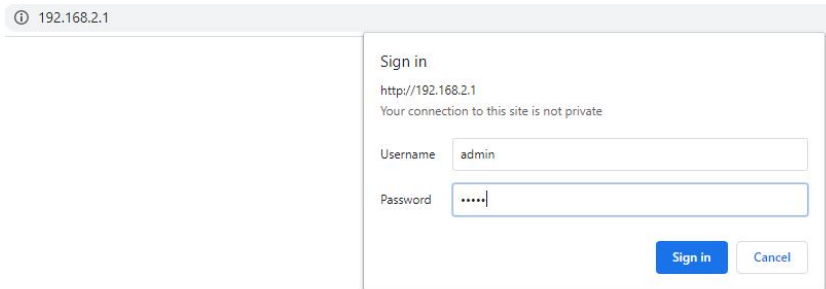 192.168.2.1
Sign in
http://192.168.2.1
Your connection to this site is not private
Username admin
Password •••••
Sign in Cancel